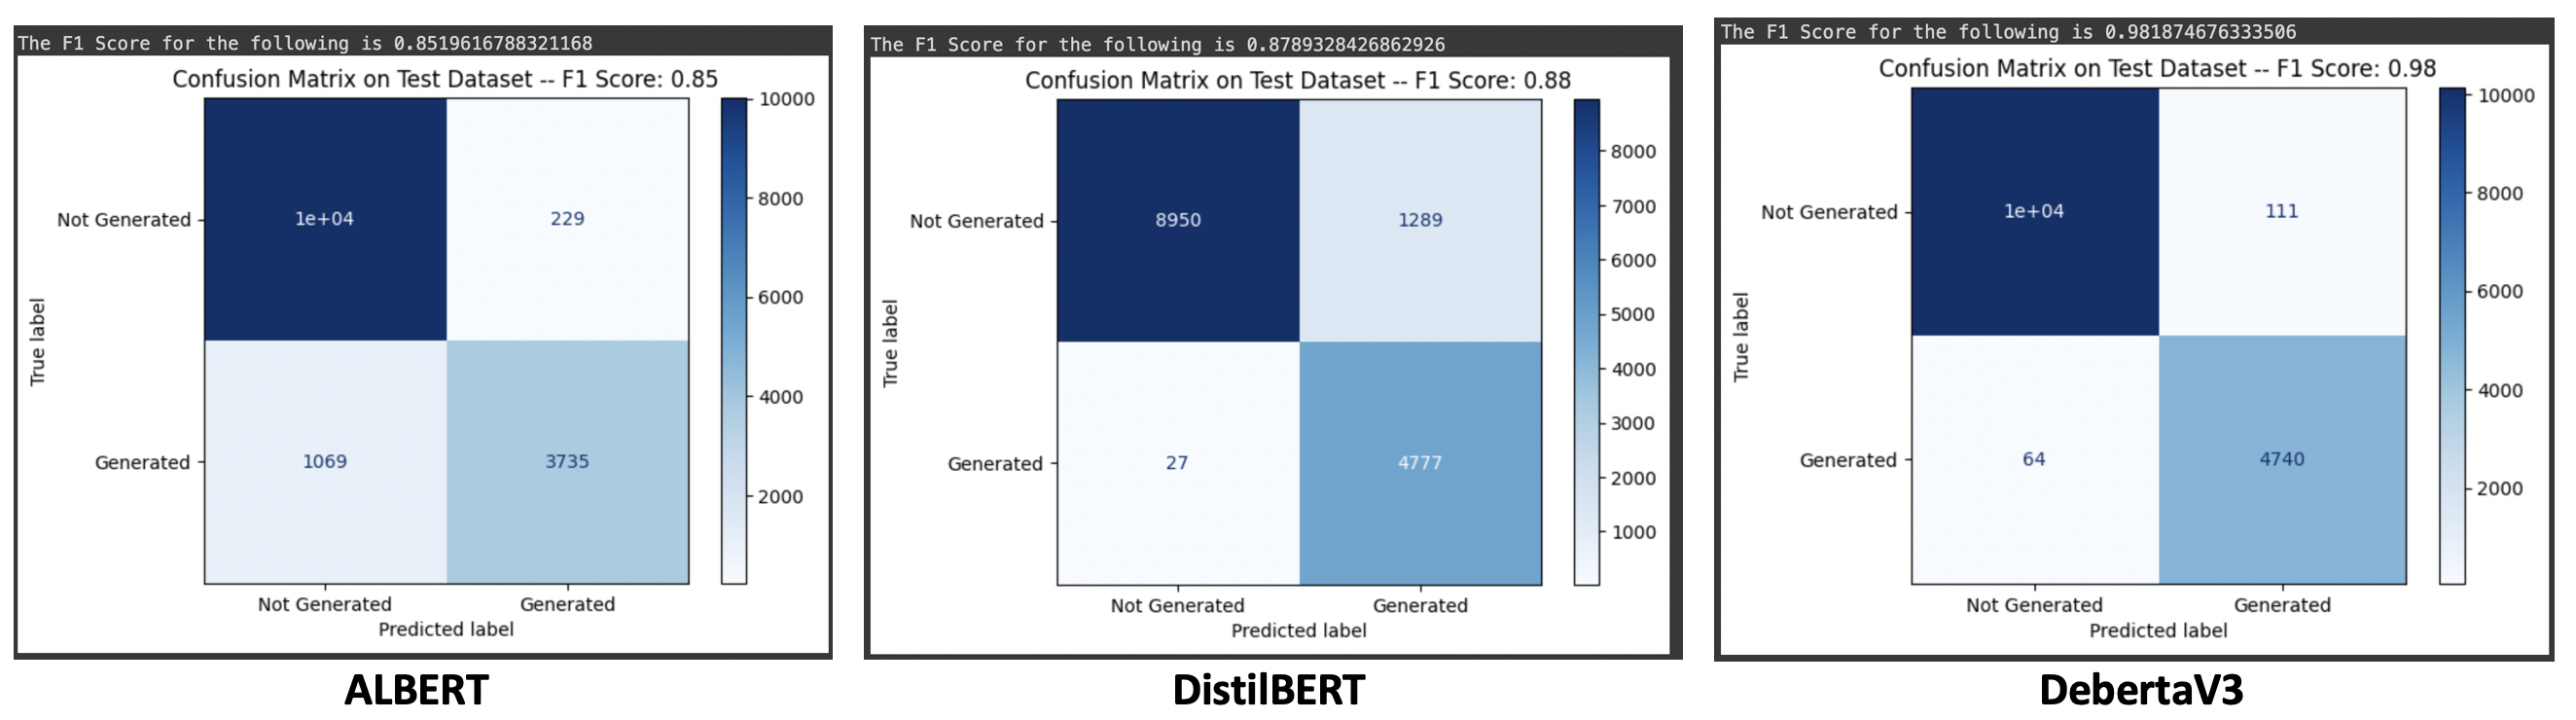 The F1 Score for the following is 0.8519616788321168
Confusion Matrix on Test Dataset -- F1 Score: 0.85
10000
8000
6000
4000
2000
True label
Not Generated
Generated
1e+04
229
1069
3735
Not Generated
Generated
Predicted label
ALBERT
The F1 Score for the following is 0.8789328426862926
Confusion Matrix on Test Dataset -- F1 Score: 0.88
8000
7000
6000
5000
4000
3000
2000
1000
True label
Not Generated
Generated
8950
1289
27
4777
Not Generated
Generated
Predicted label
DistilBERT
The F1 Score for the following is 0.981874676333506
Confusion Matrix on Test Dataset -- F1 Score: 0.98
10000
8000
6000
4000
2000
True label
Not Generated
Generated
1e+04
111
64
4740
Not Generated
Generated
Predicted label
DebertaV3